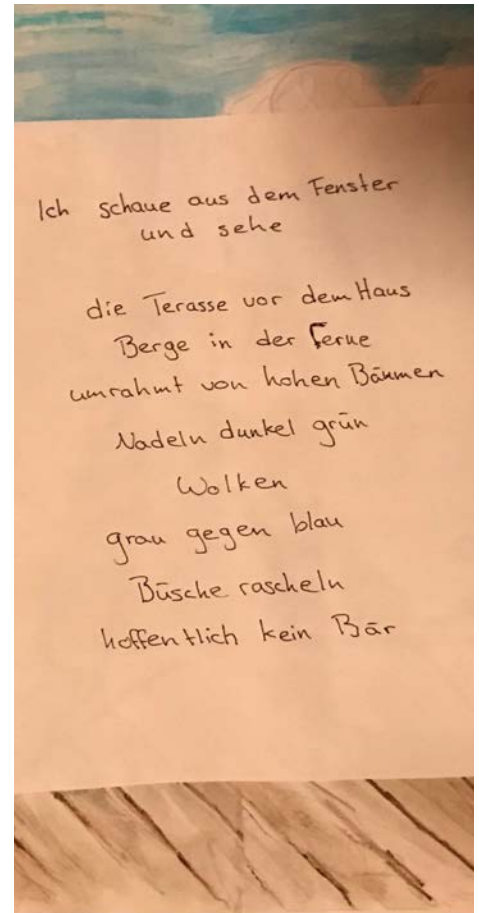 Ich schaue aus dem Fenster
und sehe
die Terasse vor dem Haus
Berge in der Ferne
umrahmt von hohen Bäumen
Nadeln dunkel grün
Wolken
grau gegen blau
Büsche rascheln
hoffentlich kein Bär